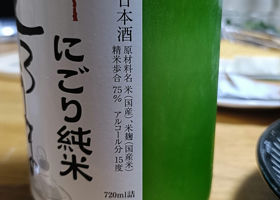 日本酒
原材料名 米(国産)、米麹(国産米)
精米歩合 75% アルコール分 15度
にごり純米
720ml詰